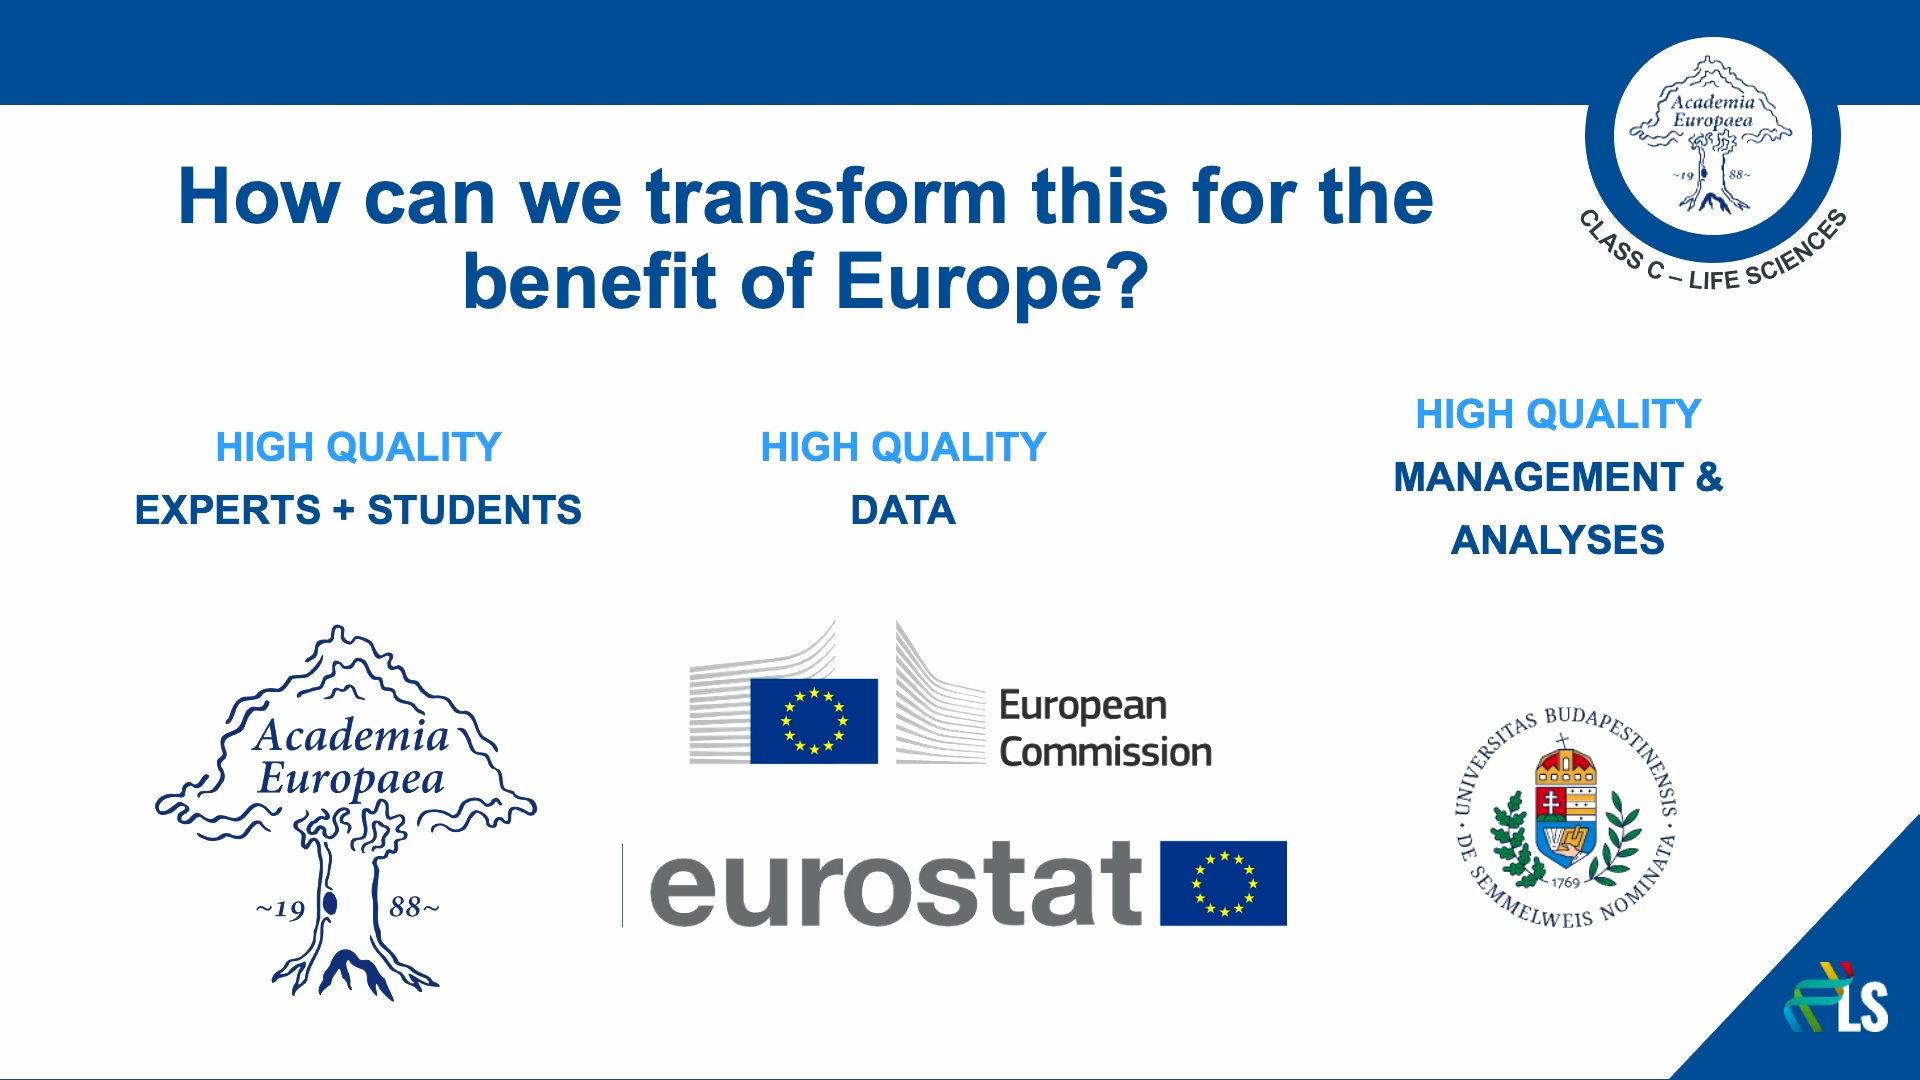 Academia
Europaea
~19 88~
CLASS C – LIFE SCIENCES
How can we transform this for the
benefit of Europe?
HIGH QUALITY
EXPERTS + STUDENTS
HIGH QUALITY
DATA
HIGH QUALITY
MANAGEMENT &
ANALYSES
Academia
Europaea
~19 88~
European
Commission
eurostat
· UNIVERSITAS BUDAPESTINENSIS ·
DE SEMMELWEIS NOMINATA
1769
LS